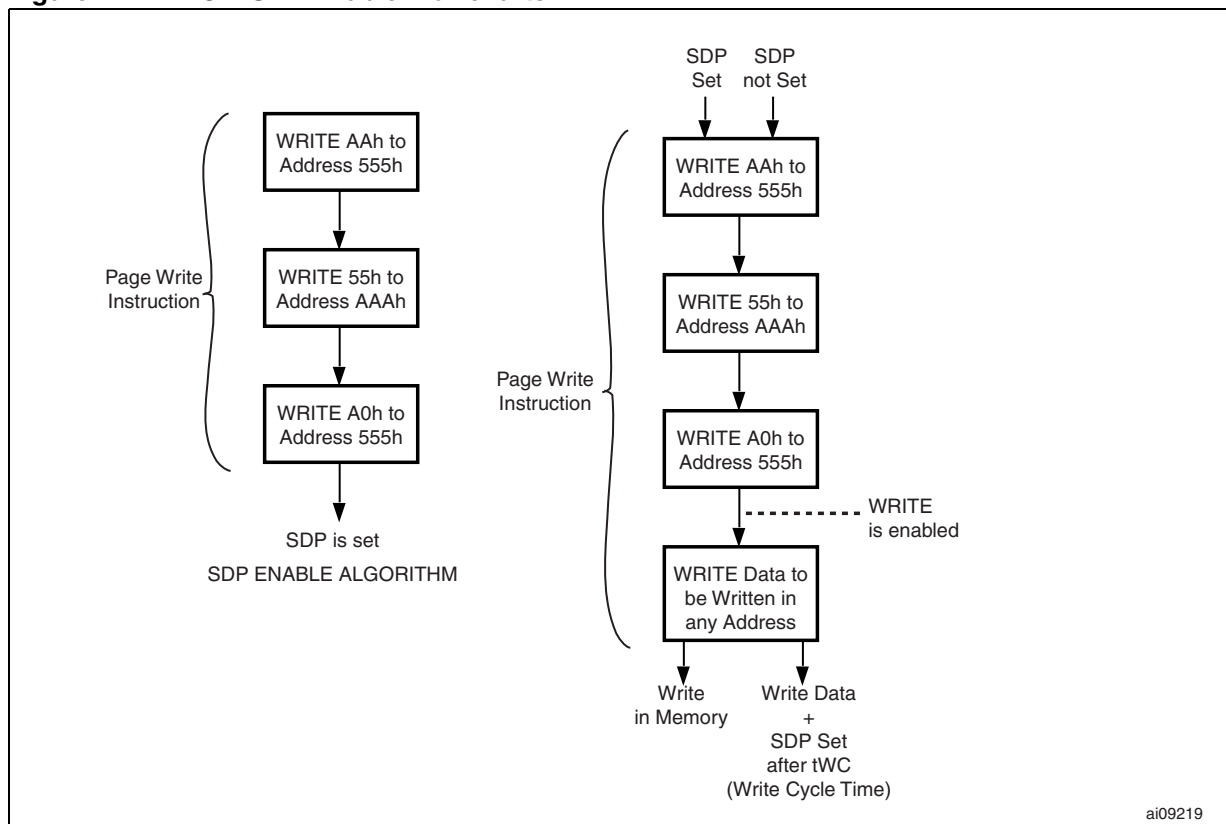 WRITE AAh to
Address 555h
Page Write
Instruction
WRITE 55h to
Address AAAh
WRITE A0h to
Address 555h
SDP is set
SDP ENABLE ALGORITHM
SDP
Set
SDP
not Set
WRITE AAh to
Address 555h
WRITE 55h to
Address AAAh
Page Write
Instruction
WRITE A0h to
Address 555h
WRITE
is enabled
WRITE Data to
be Written in
any Address
Write
in Memory
Write Data
+
SDP Set
after tWC
(Write Cycle Time)
ai09219